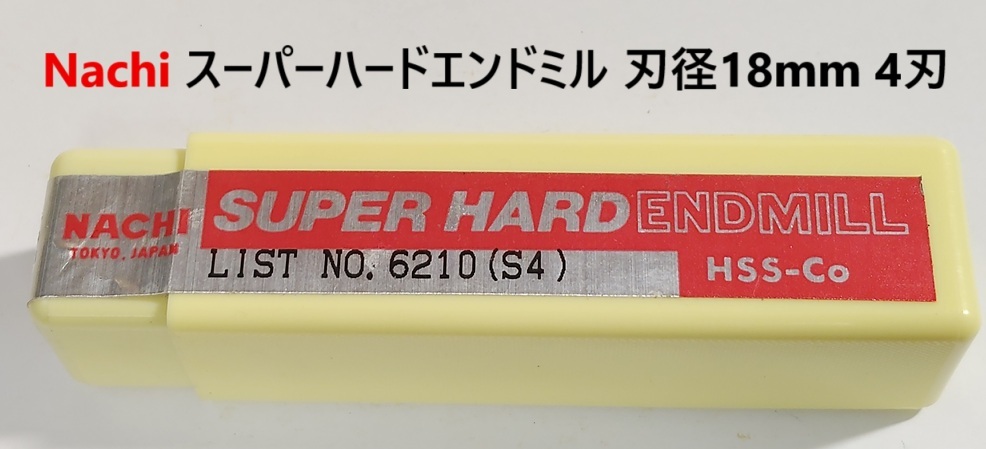 Nachi スーパーハードエンドミル 刃径18mm 4刃
NACHI
TOKYO, JAPAN
SUPER HARD ENDMILL
LIST NO. 6210(S4)
HSS-Co